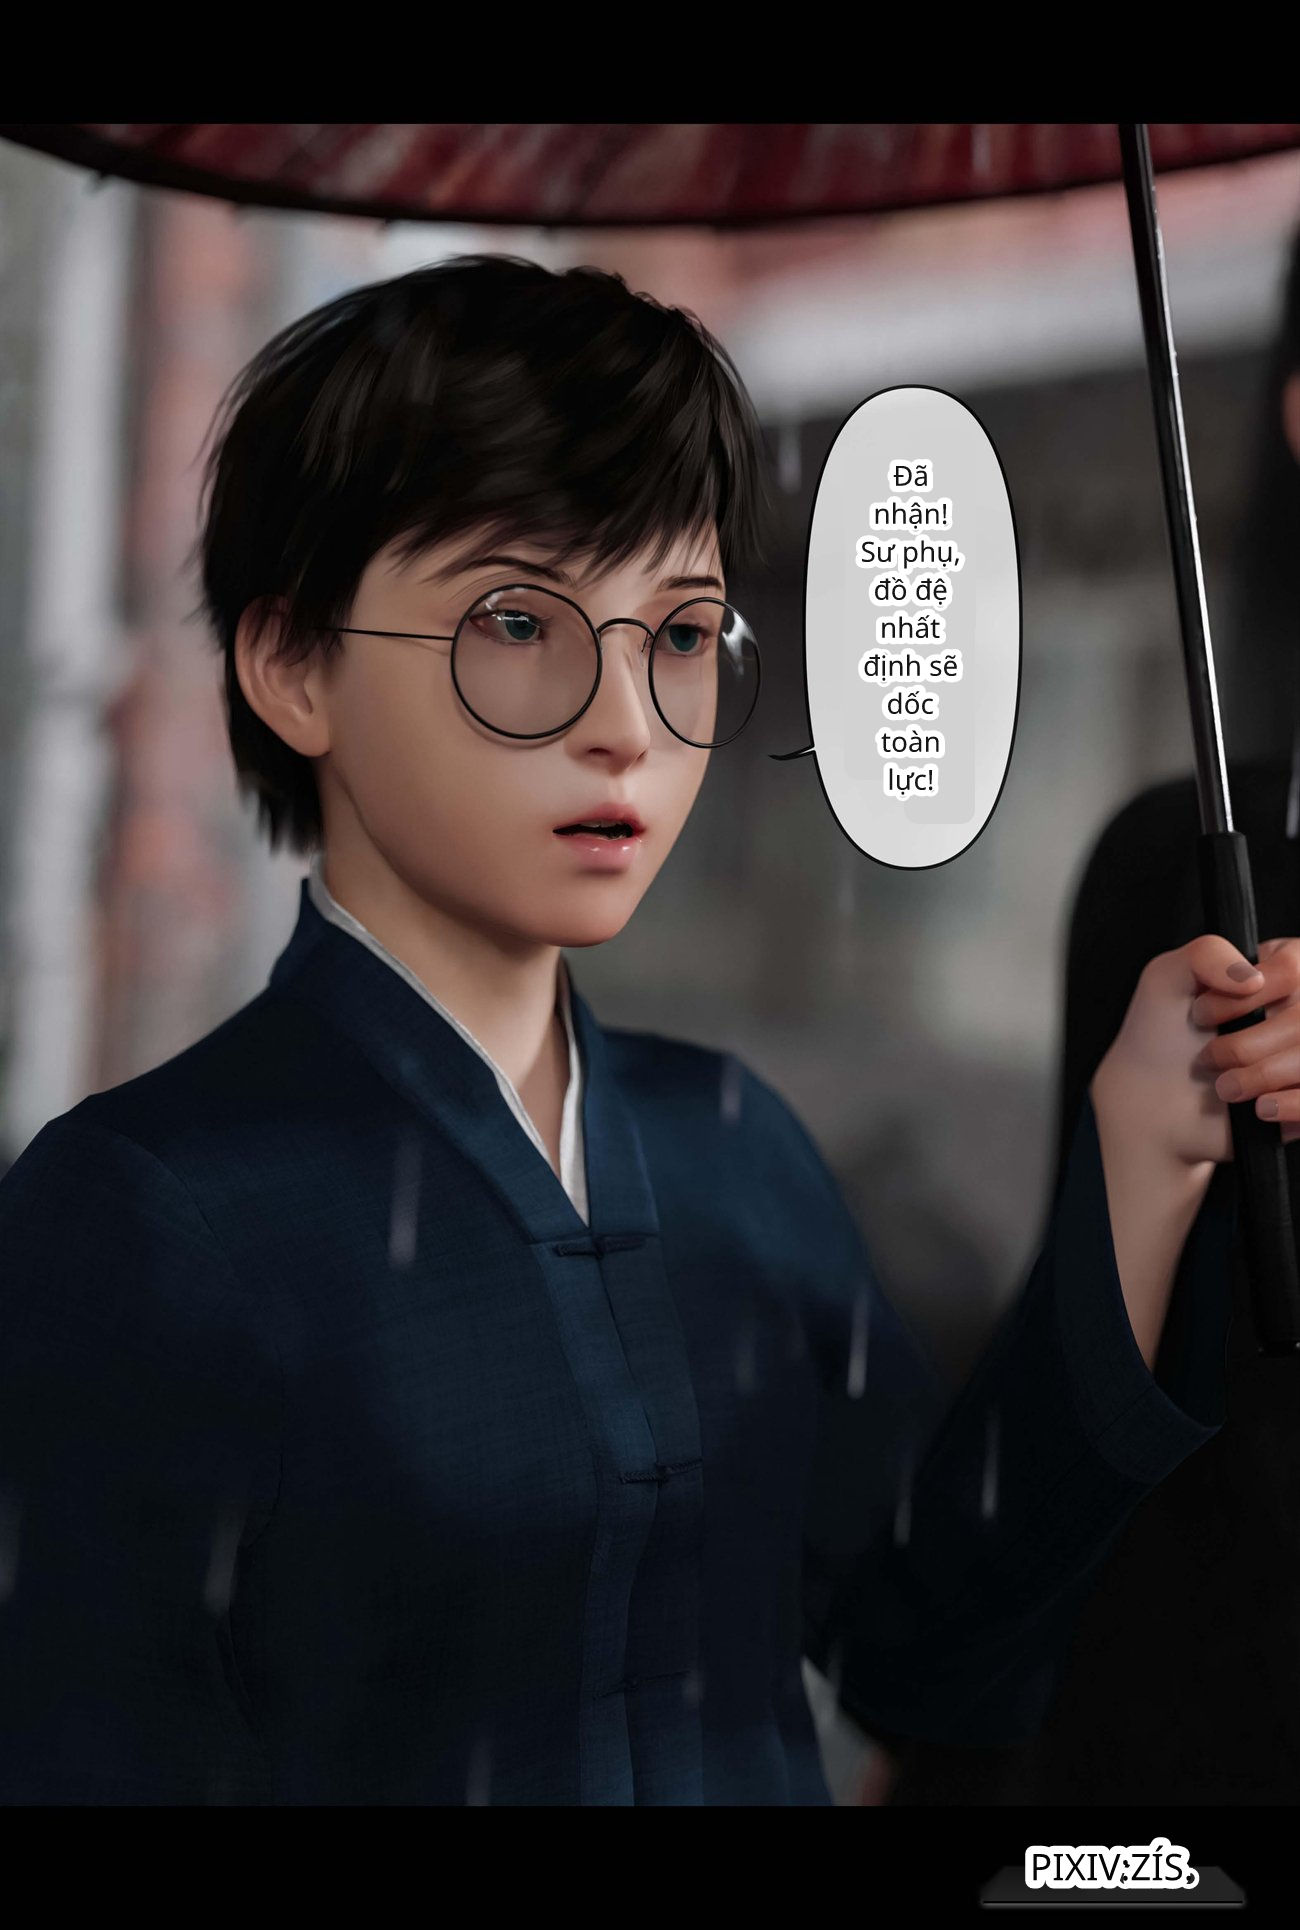 Đã
nhận!
Sư phụ,
đồ đệ
nhất
định sẽ
dốc
toàn
lực!
PIXIV:ZÍS,